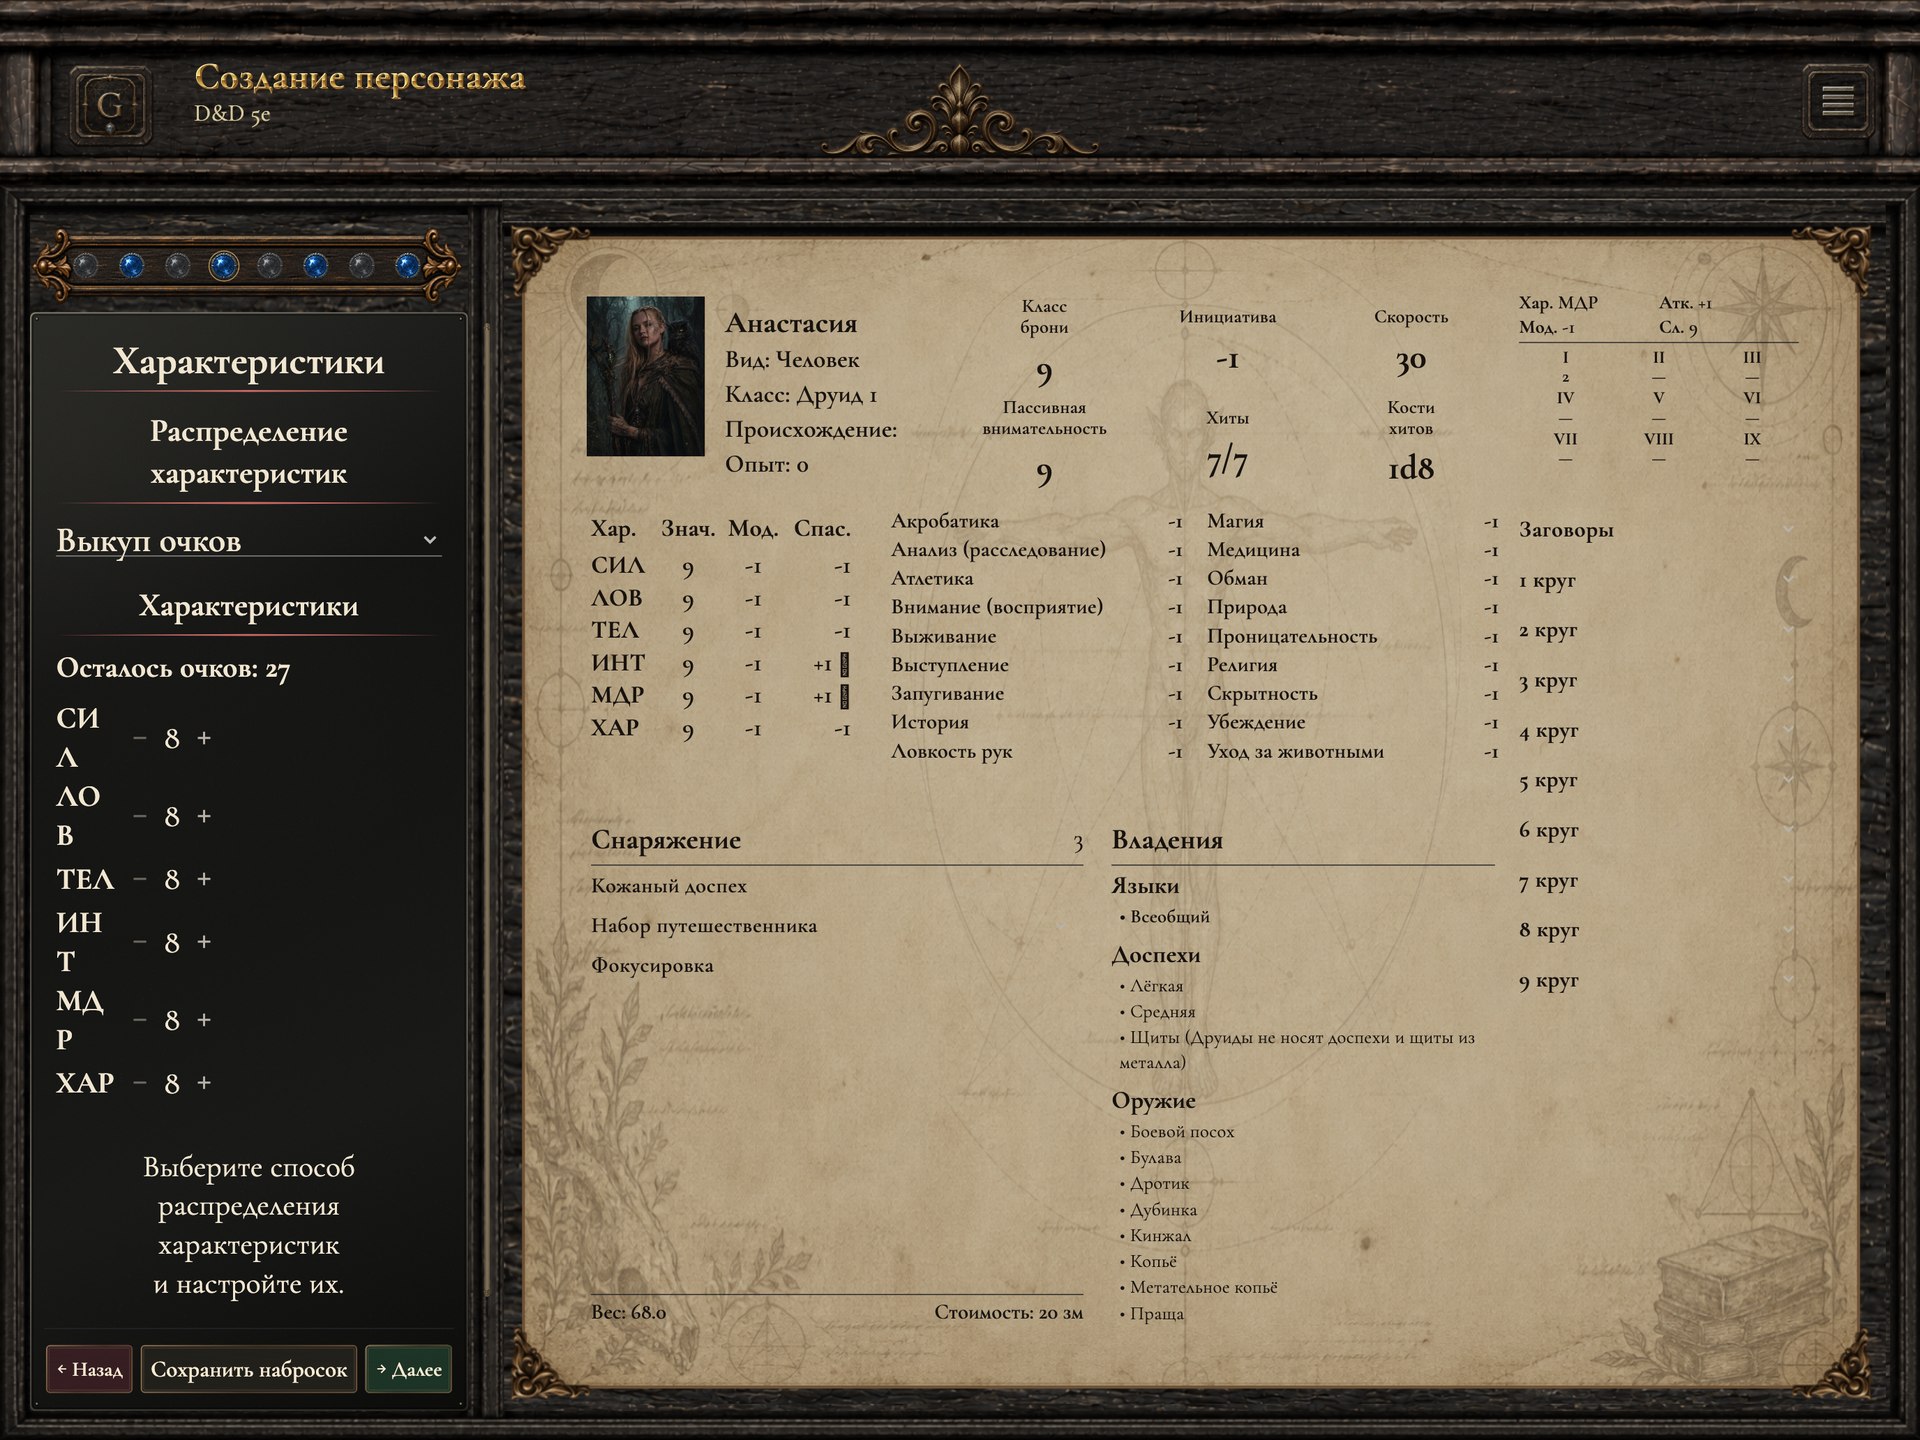 G
Создание персонажа
D&D 5e
Характеристики
Распределение
характеристик
Выкуп очков
Характеристики
Осталось очков: 27
СИ
Л
− 8 +
ЛО
В
− 8 +
ТЕЛ − 8 +
ИН
Т
− 8 +
МД
Р
− 8 +
ХАР − 8 +
Выберите способ
распределения
характеристик
и настройте их.
← Назад
Сохранить набросок
→ Далее
Анастасия
Вид: Человек
Класс: Друид 1
Происхождение:
Опыт: 0
Класс
брони
9
Инициатива
-1
Скорость
30
Пассивная
внимательность
9
Хиты
7/7
Кости
хитов
1d8
Хар. МДР Атк. +1
Мод. -1 Сл. 9
I II III
2 — —
IV V VI
— — —
VII VIII IX
— — —
Хар. Знач. Мод. Спас.
СИЛ 9 -1 -1
ЛОВ 9 -1 -1
ТЕЛ 9 -1 -1
ИНТ 9 -1 +1
МДР 9 -1 +1
ХАР 9 -1 -1
Акробатика -1
Анализ (расследование) -1
Атлетика -1
Внимание (восприятие) -1
Выживание -1
Выступление -1
Запугивание -1
История -1
Ловкость рук -1
Магия -1
Медицина -1
Обман -1
Природа -1
Проницательность -1
Религия -1
Скрытность -1
Убеждение -1
Уход за животными -1
Заговоры
1 круг
2 круг
3 круг
4 круг
5 круг
6 круг
7 круг
8 круг
9 круг
Снаряжение 3
Кожаный доспех
Набор путешественника
Фокусировка
Вес: 68.0 Стоимость: 20 зм
Владения
Языки
• Всеобщий
Доспехи
• Лёгкая
• Средняя
• Щиты (Друиды не носят доспехи и щиты из
металла)
Оружие
• Боевой посох
• Булава
• Дротик
• Дубинка
• Кинжал
• Копьё
• Метательное копьё
• Праща